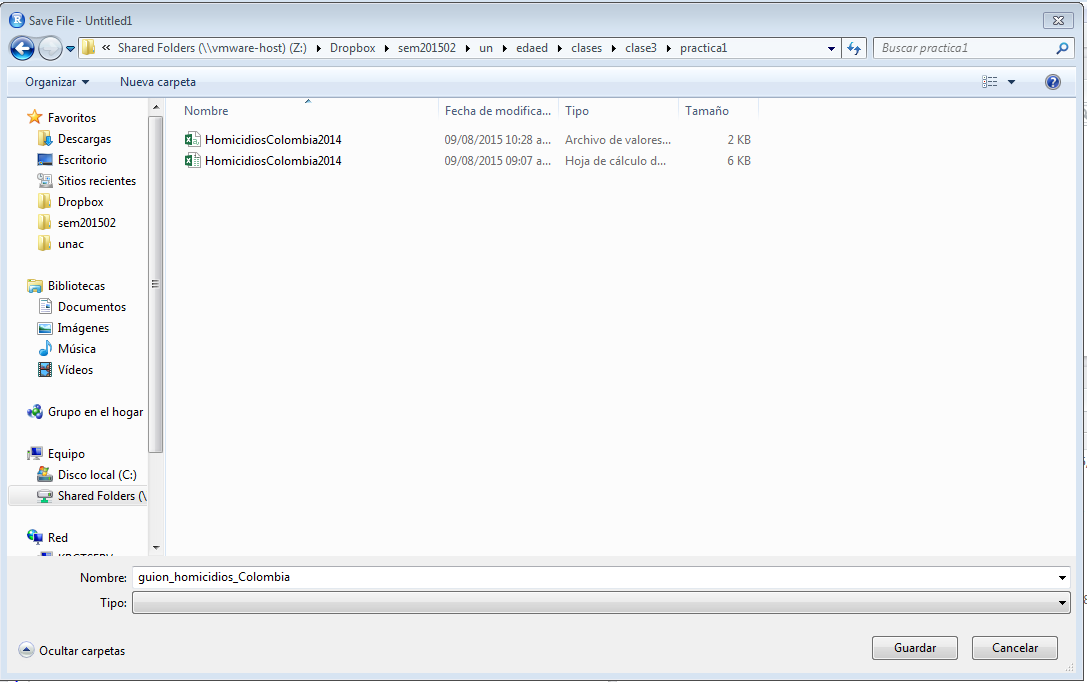 Save File - Untitled1
« Shared Folders (\\vmware-host) (Z:) Dropbox sem201502 un edaed clases clase3 practica1
Buscar practica1
Organizar Nueva carpeta
Nombre Fecha de modifica... Tipo Tamaño
HomicidiosColombia2014 09/08/2015 10:28 a... Archivo de valores... 2 KB
HomicidiosColombia2014 09/08/2015 09:07 a... Hoja de cálculo d... 6 KB
Favoritos
Descargas
Escritorio
Sitios recientes
Dropbox
sem201502
unac
Bibliotecas
Documentos
Imágenes
Música
Vídeos
Grupo en el hogar
Equipo
Disco local (C:)
Shared Folders (\
Red
Nombre: guion_homicidios_Colombia
Tipo:
Ocultar carpetas
Guardar Cancelar